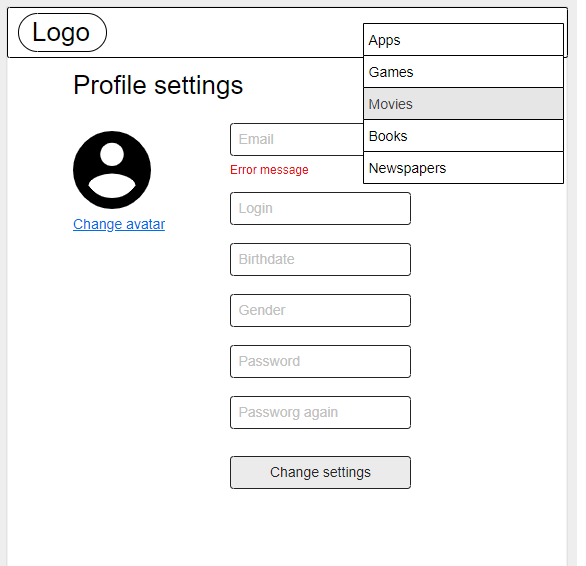 Logo
Apps
Games
Movies
Books
Newspapers
Profile settings
Change avatar
Email
Error message
Login
Birthdate
Gender
Password
Passworg again
Change settings